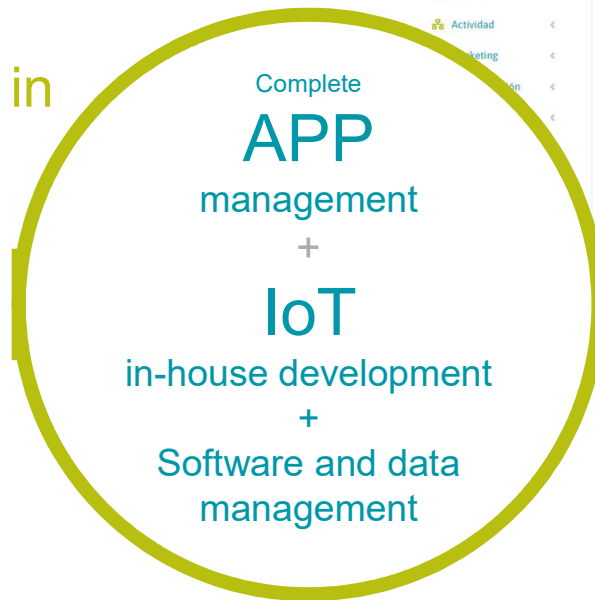 Actividad
in
Complete
APP
management
+
IoT
in-house development
+
Software and data
management